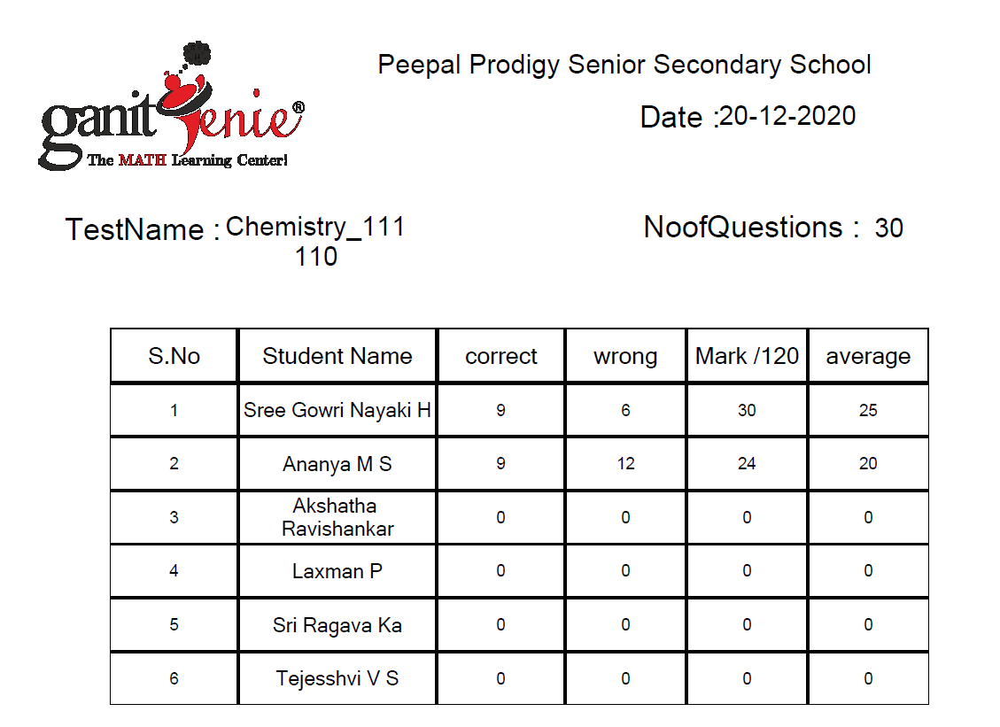 Peepal Prodigy Senior Secondary School
ganit Genie®
The MATH Learning Center!
Date :20-12-2020
TestName : Chemistry_111
110
NoofQuestions : 30
S.No Student Name correct wrong Mark /120 average
1 Sree Gowri Nayaki H 9 6 30 25
2 Ananya M S 9 12 24 20
3 Akshatha
Ravishankar 0 0 0 0
4 Laxman P 0 0 0 0
5 Sri Ragava Ka 0 0 0 0
6 Tejesshvi V S 0 0 0 0